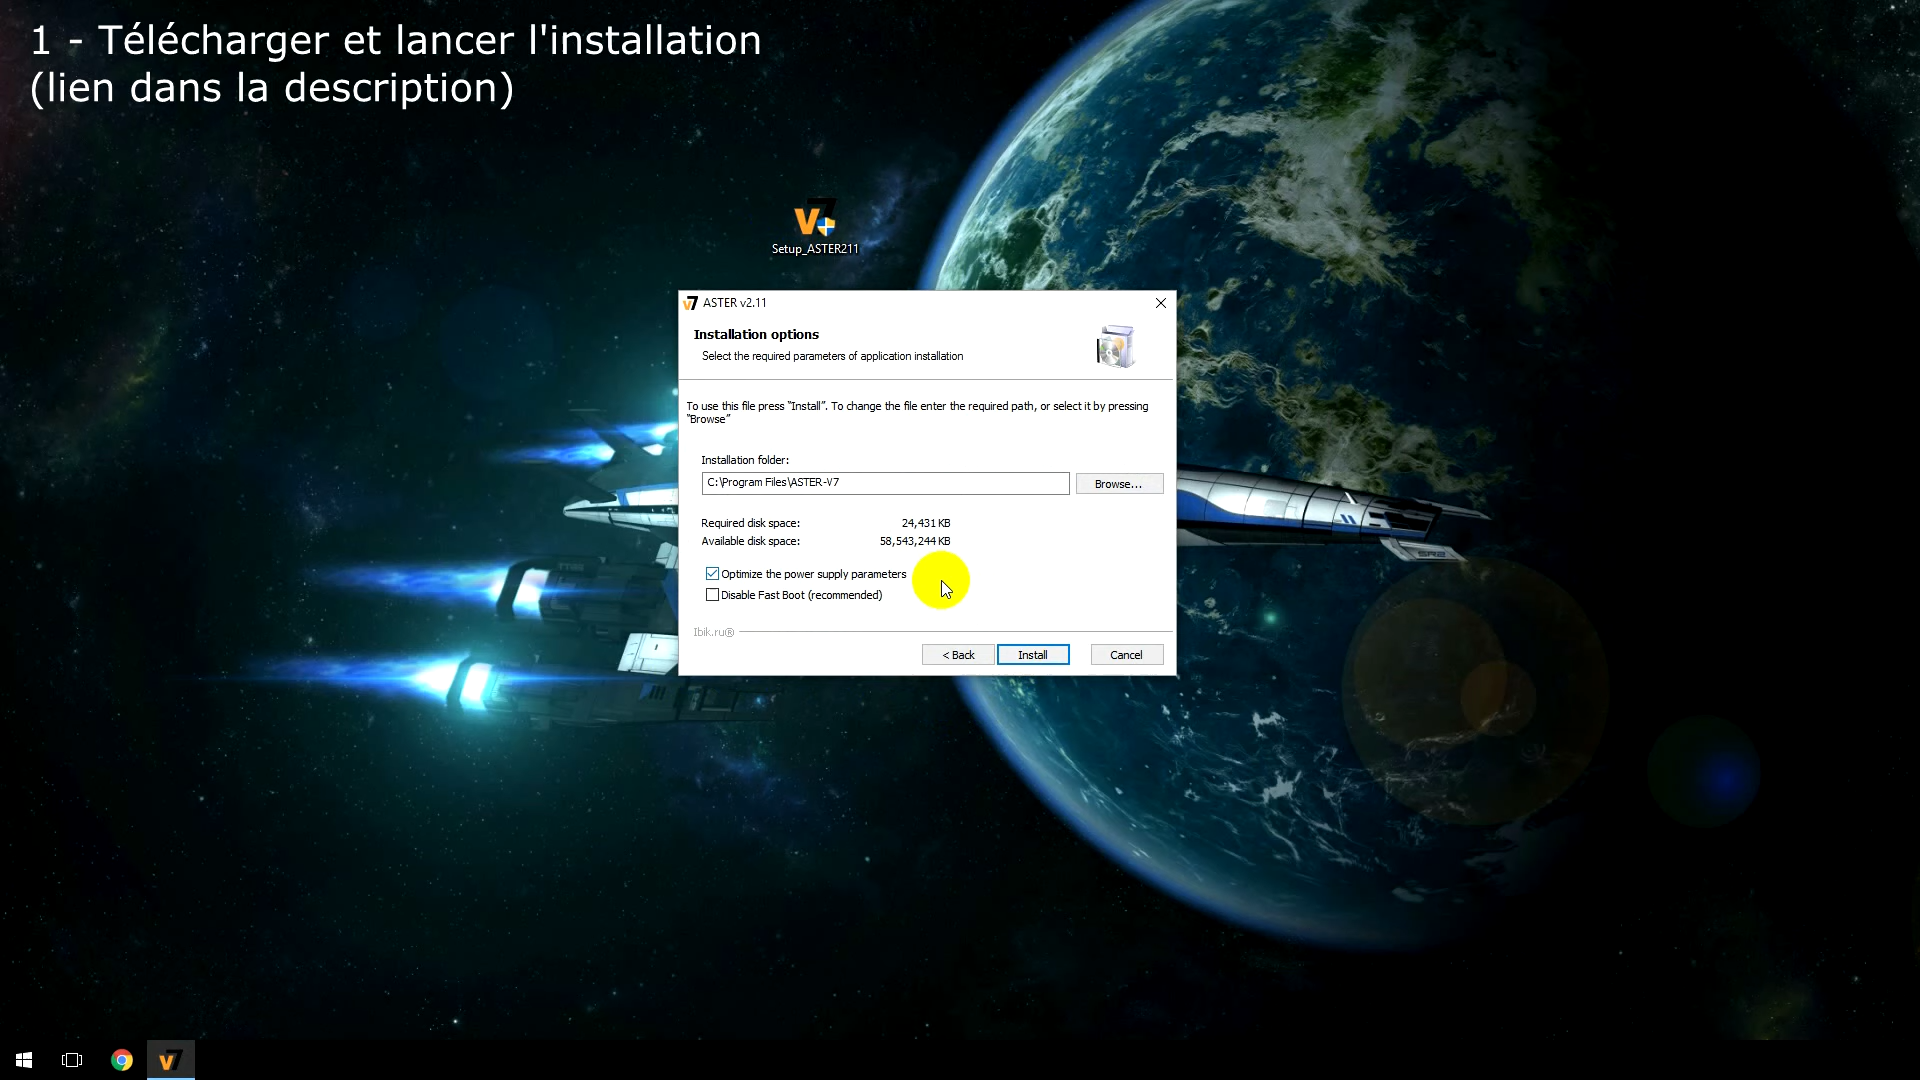 1 - Télécharger et lancer l'installation
(lien dans la description)
Setup_ASTER211
v7 ASTER v2.11
Installation options
Select the required parameters of application installation
To use this file press "Install". To change the file enter the required path, or select it by pressing
"Browse"
Installation folder:
C:\Program Files\ASTER-V7
Browse...
Required disk space: 24,431 KB
Available disk space: 58,543,244 KB
Optimize the power supply parameters
Disable Fast Boot (recommended)
Ibik.ru®
< Back
Install
Cancel
SR2
v7